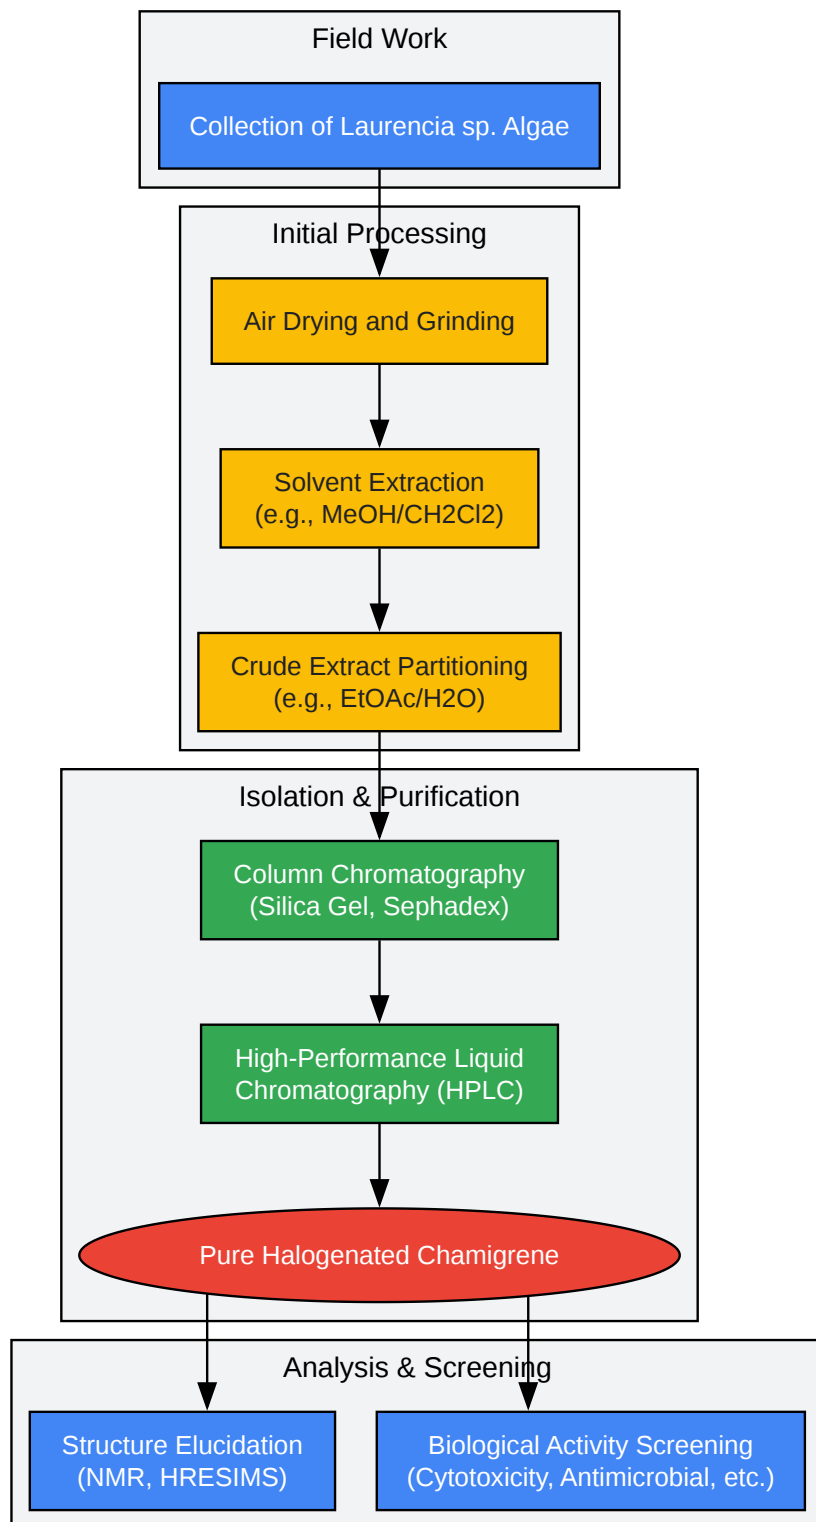 Field Work
Collection of Laurencia sp. Algae
Initial Processing
Air Drying and Grinding
Solvent Extraction
(e.g., MeOH/CH2Cl2)
Crude Extract Partitioning
(e.g., EtOAc/H2O)
Isolation & Purification
Column Chromatography
(Silica Gel, Sephadex)
High-Performance Liquid
Chromatography (HPLC)
Pure Halogenated Chamigrene
Analysis & Screening
Structure Elucidation
(NMR, HRESIMS)
Biological Activity Screening
(Cytotoxicity, Antimicrobial, etc.)